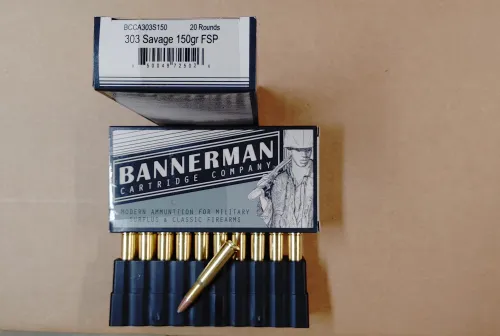 BCCA303S150 20 Rounds
303 Savage 150gr FSP
BANNERMAN
CARTRIDGE COMPANY
MODERN AMMUNITION FOR MILITARY
SURPLUS & CLASSIC FIREARMS